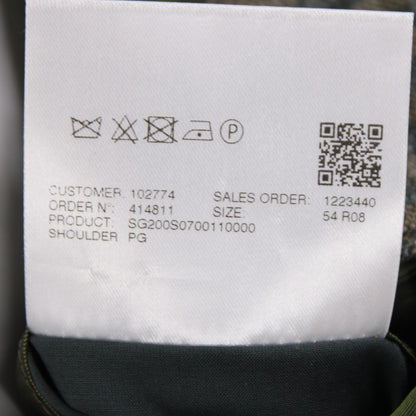 P
CUSTOMER 102774 SALES ORDER: 1223440
ORDER N°: 414811 SIZE: 54 R08
PRODUCT: SG200S0700110000
SHOULDER PG